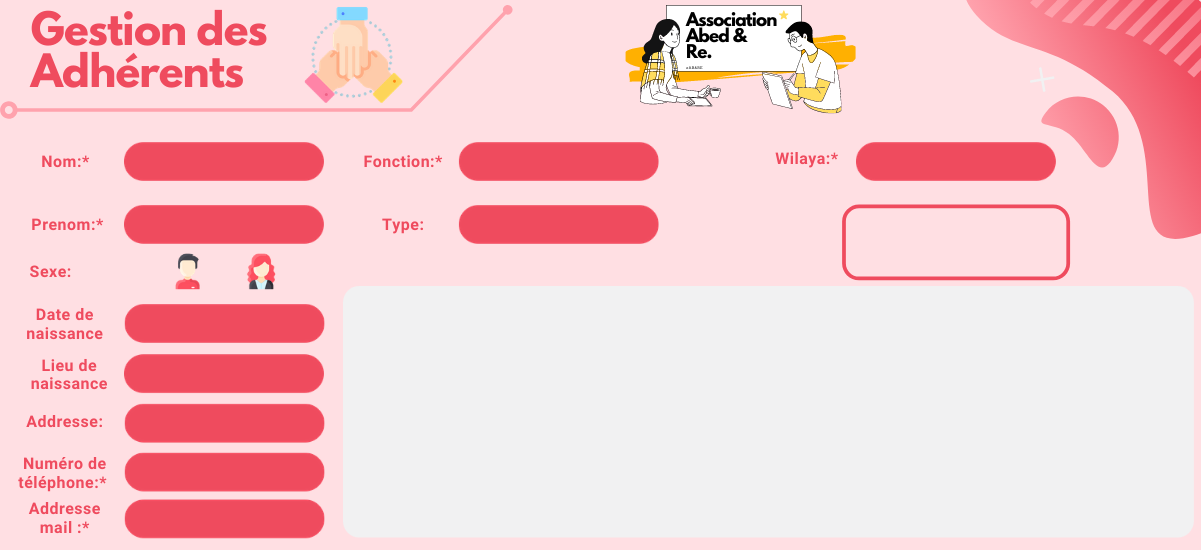 Gestion des
Adhérents
Association
Abed &
Re.
Nom:*
Fonction:*
Wilaya:*
Prenom:*
Type:
Sexe:
Date de
naissance
Lieu de
naissance
Addresse:
Numéro de
téléphone:*
Addresse
mail :*